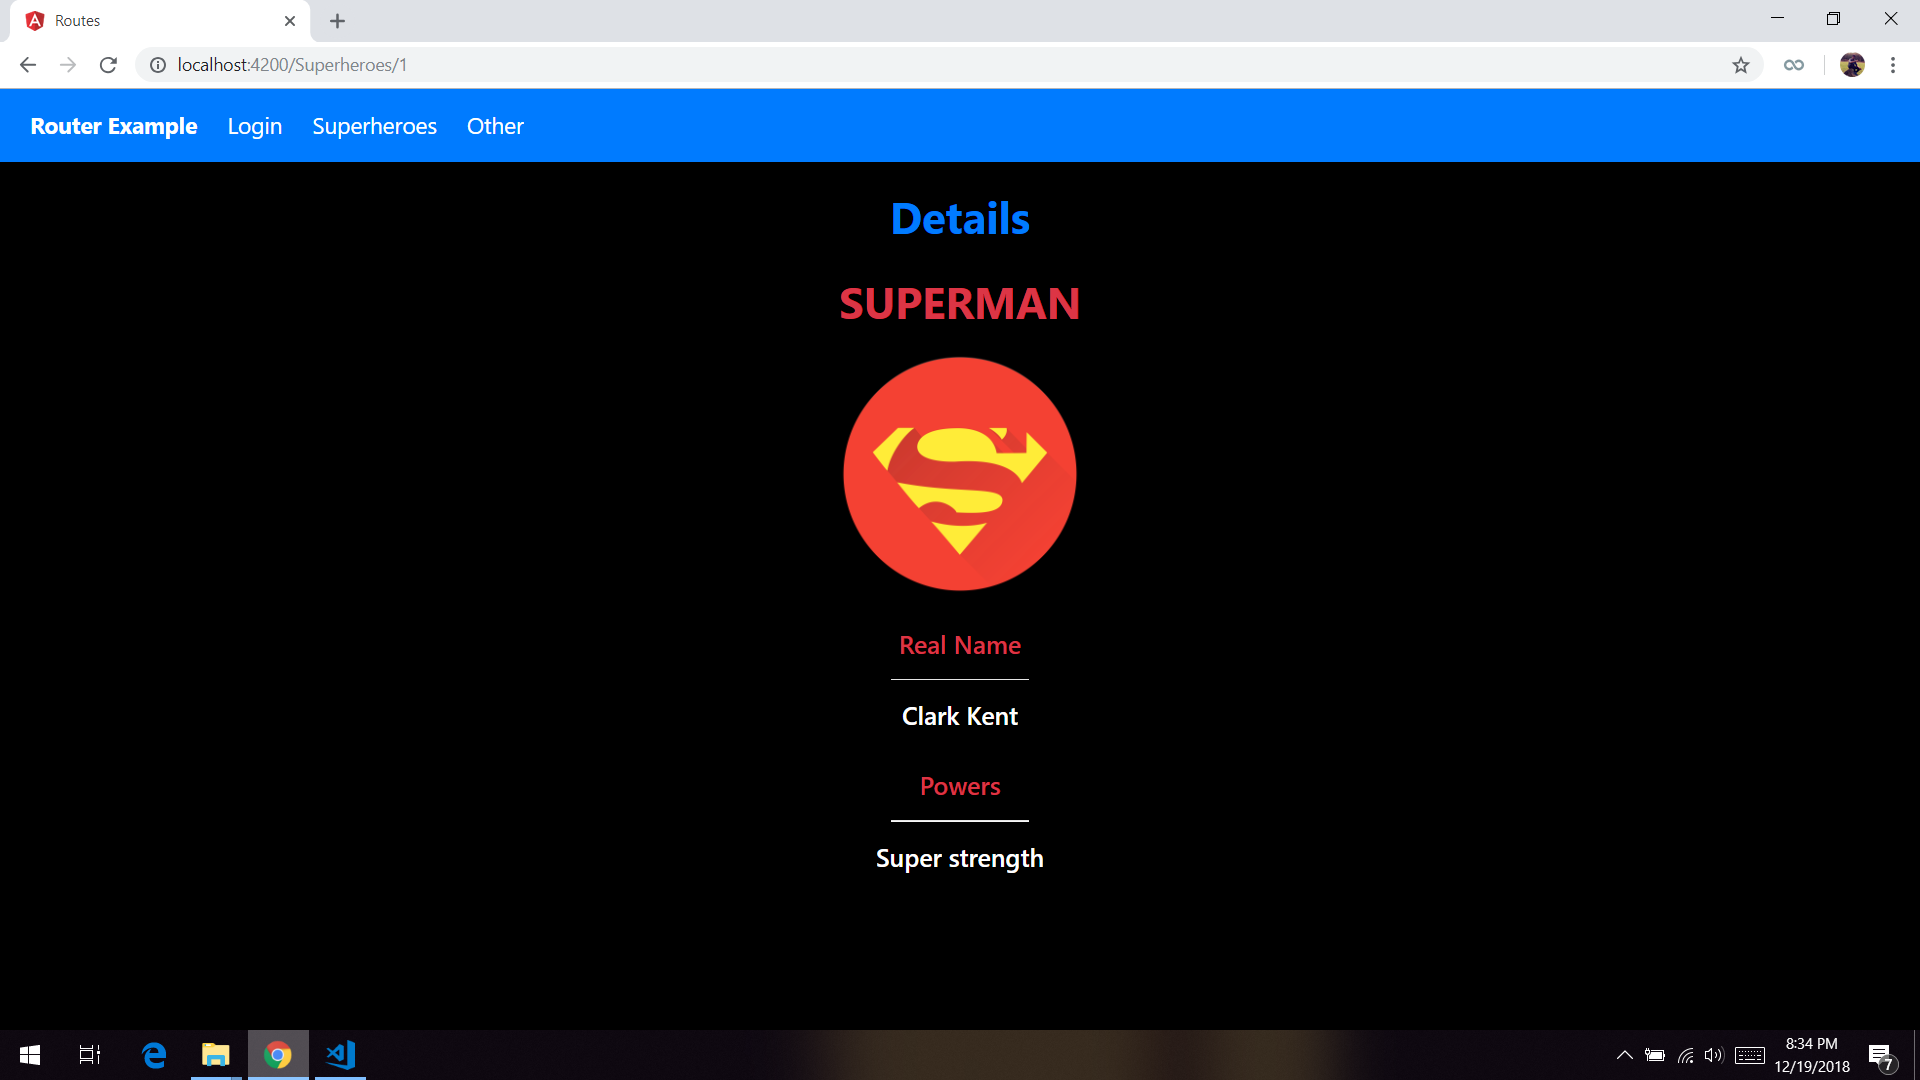 Routes
localhost:4200/Superheroes/1
Router Example Login Superheroes Other
Details
SUPERMAN
S
Real Name
Clark Kent
Powers
Super strength
8:34 PM
12/19/2018
7